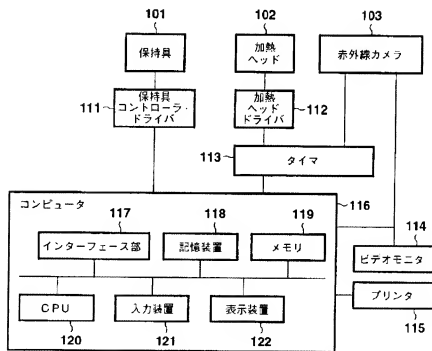 101
102
103
保持具
加熱
ヘッド
赤外線カメラ
111
保持具
コントローラ・
ドライバ
加熱
ヘッド
ドライバ
112
113
タイマ
コンピュータ
116
117
118
119
114
インターフェース部
記憶装置
メモリ
ビデオモニタ
CPU
入力装置
表示装置
プリンタ
120
121
122
115